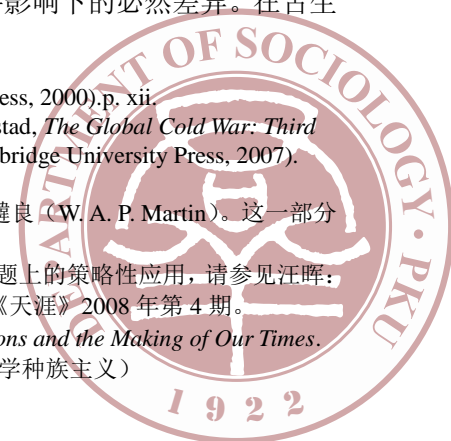 影响下的必然差异。在古生
ess, 2000).p. xii.
stad, The Global Cold War: Third
bridge University Press, 2007).
韪良（W. A. P. Martin）。这一部分
题上的策略性应用，请参见汪晖：
《天涯》2008 年第 4 期。
ons and the Making of Our Times.
学种族主义）
DEPARTMENT OF SOCIOLOGY · PKU
1922